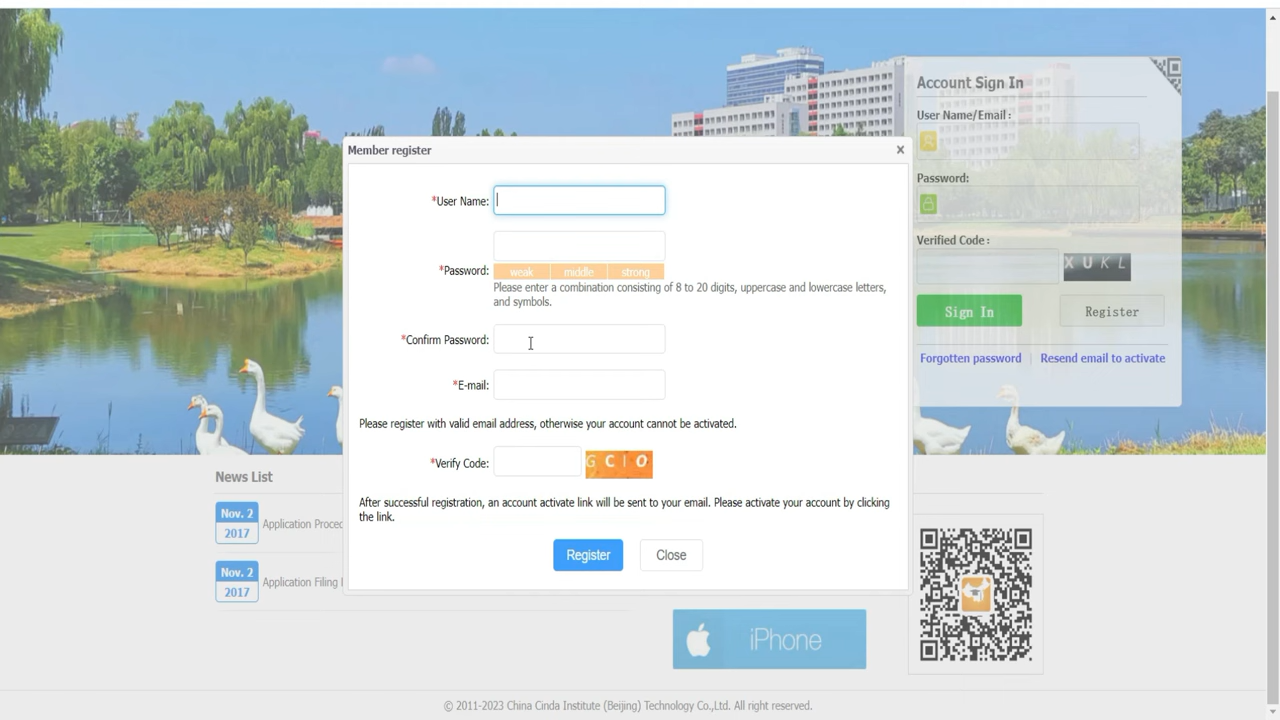 Account Sign In
User Name/Email :
Password:
Verified Code :
X U K L
Sign In
Register
Forgotten password
Resend email to activate
Member register
x
*User Name:
*Password:
weak middle strong
Please enter a combination consisting of 8 to 20 digits, uppercase and lowercase letters,
and symbols.
*Confirm Password:
*E-mail:
Please register with valid email address, otherwise your account cannot be activated.
*Verify Code:
G C I O
After successful registration, an account activate link will be sent to your email. Please activate your account by clicking
the link.
Register
Close
News List
Nov. 2
2017
Application
Nov. 2
2017
Application Filing
iPhone
© 2011-2023 China Cinda Institute (Beijing) Technology Co.,Ltd. All right reserved.